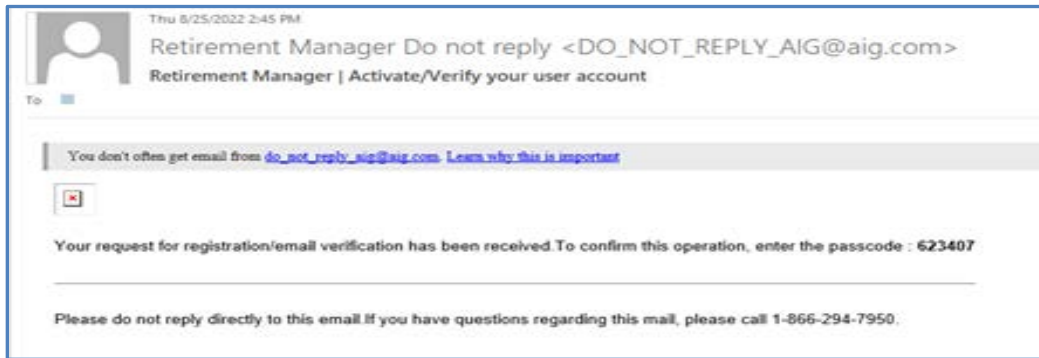 Thu 8/25/2022 2:45 PM
Retirement Manager Do not reply <DO_NOT_REPLY_AIG@aig.com>
Retirement Manager | Activate/Verify your user account
To
You don't often get email from do_not_reply_aig@aig.com. Learn why this is important
Your request for registration/email verification has been received.To confirm this operation, enter the passcode : 623407
Please do not reply directly to this email.If you have questions regarding this mail, please call 1-866-294-7950.